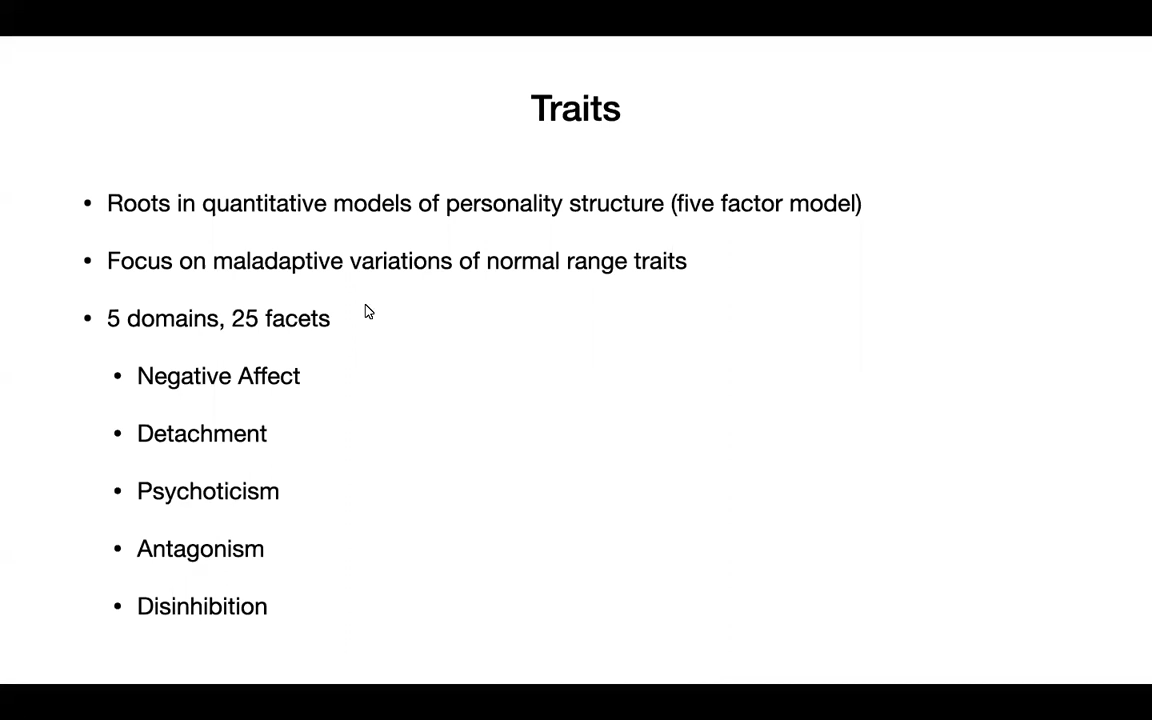 Traits
• Roots in quantitative models of personality structure (five factor model)
• Focus on maladaptive variations of normal range traits
• 5 domains, 25 facets
• Negative Affect
• Detachment
• Psychoticism
• Antagonism
• Disinhibition